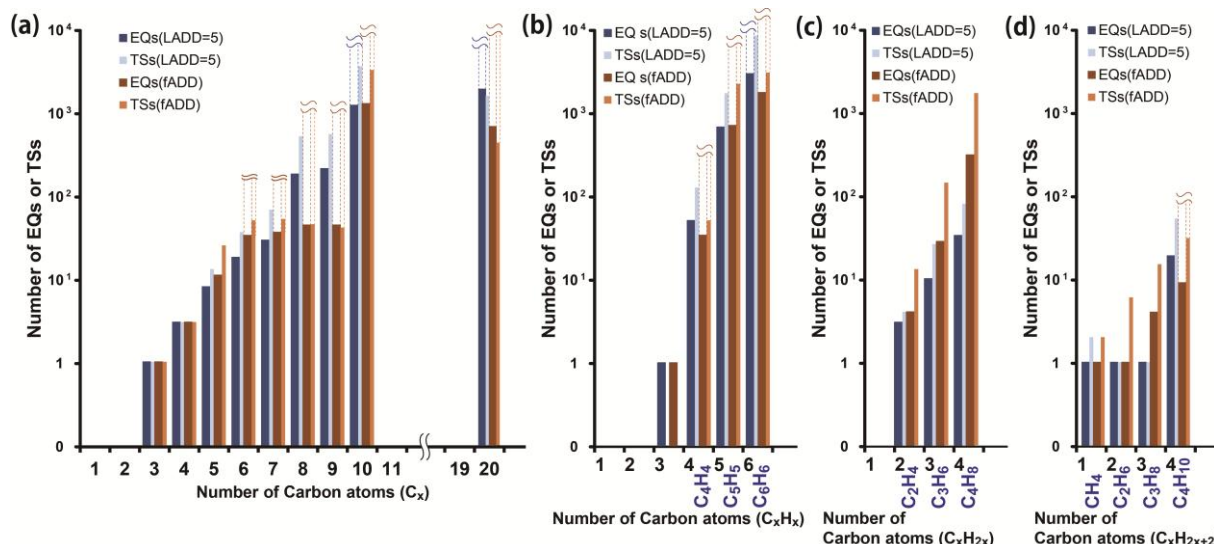 (a)
Number of EQs or TSs
10⁴
10³
10²
10¹
1
0
EQs(LADD=5)
TSs(LADD=5)
EQs(fADD)
TSs(fADD)
1 2 3 4 5 6 7 8 9 10 11 19 20
Number of Carbon atoms (Cₓ)
(b)
Number of EQs or TSs
10⁴
10³
10²
10¹
1
0
EQ s(LADD=5)
TSs(LADD=5)
EQ s(fADD)
TSs(fADD)
1 2 3 4 5 6
C₄H₄ C₅H₅ C₆H₆
Number of Carbon atoms (CₓHₓ)
(c)
Number of EQs or TSs
10⁴
10³
10²
10¹
1
0
EQs(LADD=5)
TSs(LADD=5)
EQs(fADD)
TSs(fADD)
1 2 3 4
C₂H₄ C₃H₆ C₄H₈
Number of
Carbon atoms (CₓH₂ₓ)
(d)
Number of EQs or TSs
10⁴
10³
10²
10¹
1
0
EQs(LADD=5)
TSs(LADD=5)
EQs(fADD)
TSs(fADD)
1 2 3 4
CH₄ C₂H₆ C₃H₈ C₄H₁₀
Number of
Carbon atoms (CₓH₂ₓ₊₂